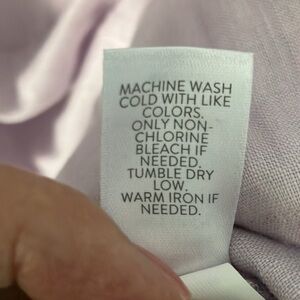 MACHINE WASH
COLD WITH LIKE
COLORS.
ONLY NON-
CHLORINE
BLEACH IF
NEEDED.
TUMBLE DRY
LOW.
WARM IRON IF
NEEDED.